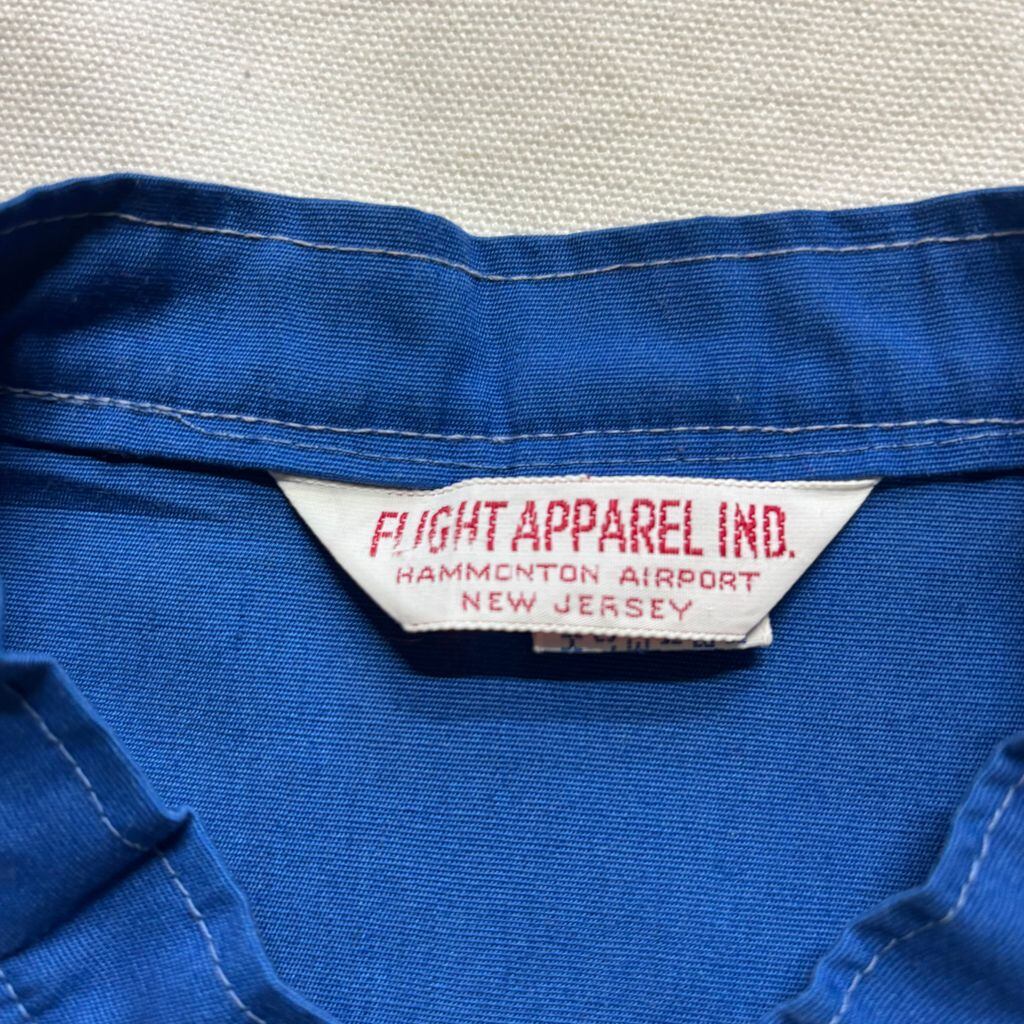 FLIGHT APPAREL IND.
HAMMONTON AIRPORT
NEW JERSEY